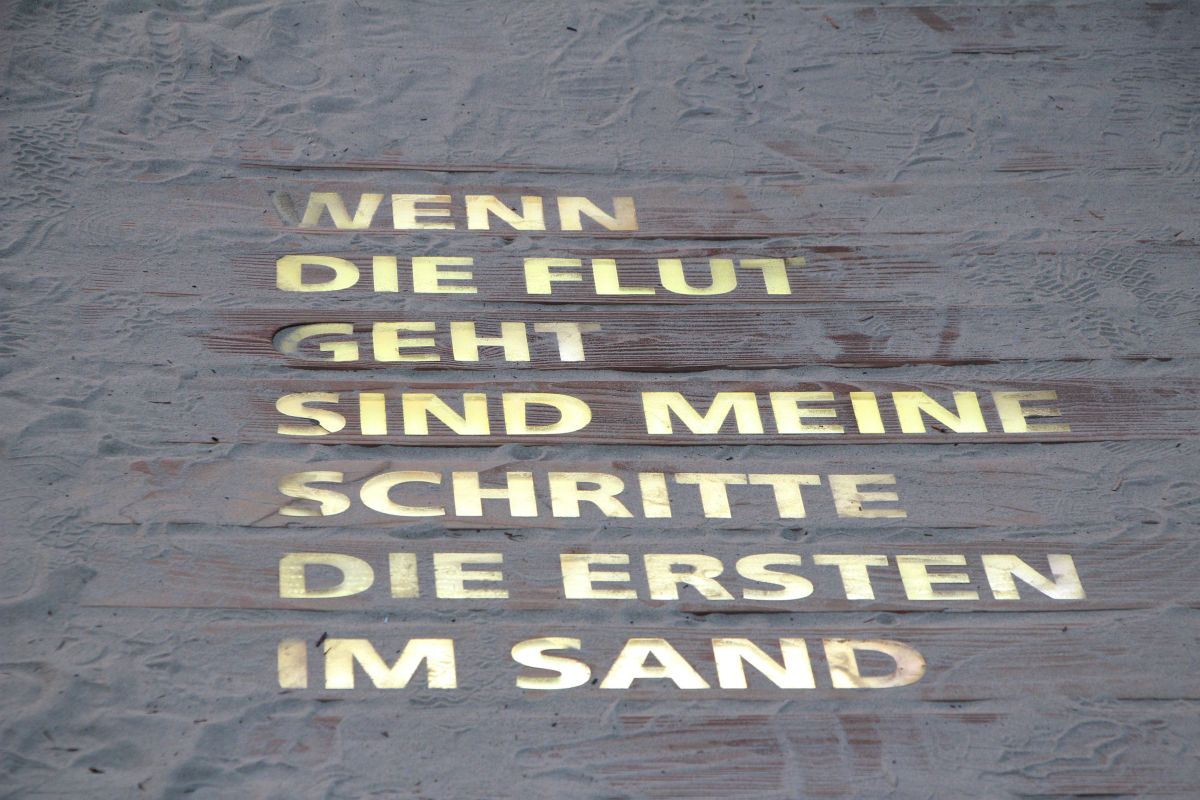 WENN
DIE FLUT
GEHT
SIND MEINE
SCHRITTE
DIE ERSTEN
IM SAND